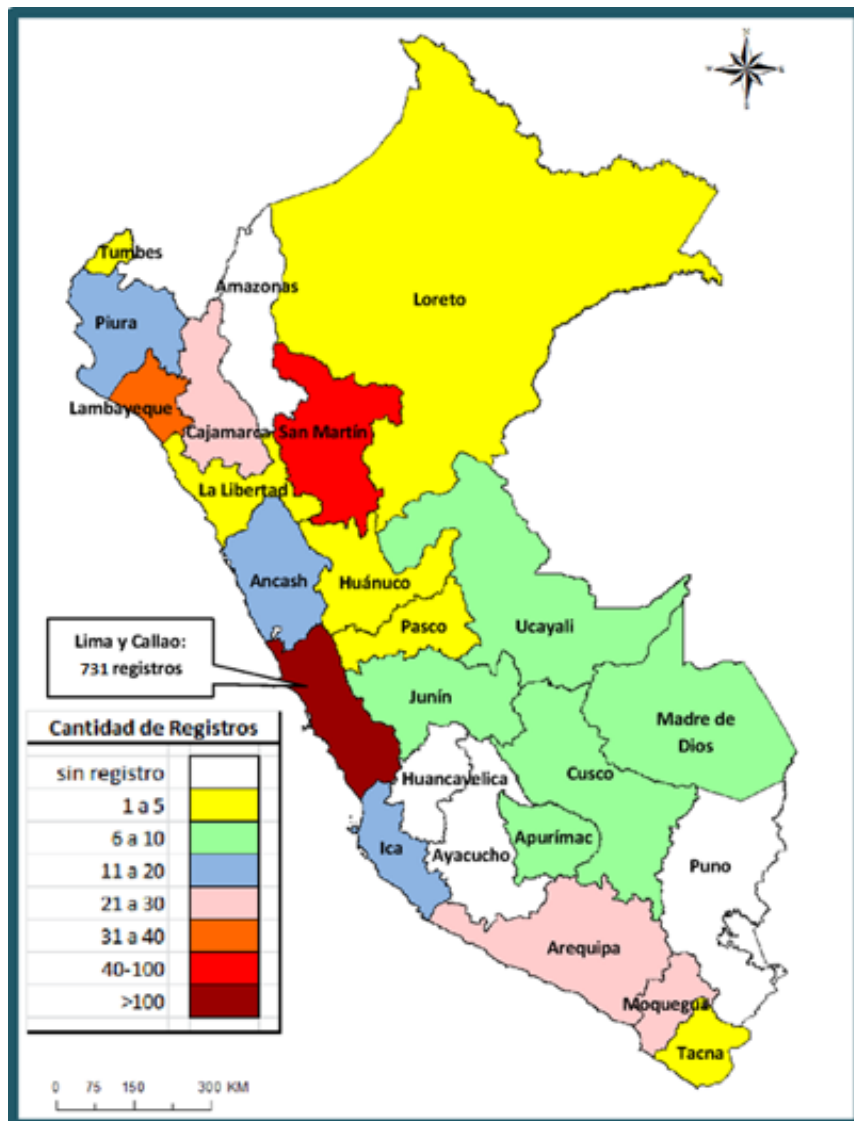 Tumbes
Amazonas
Loreto
Piura
Lambayeque
Cajamarca
San Martín
La Libertad
Ancash
Huánuco
Pasco
Ucayali
Lima y Callao:
731 registros
Junín
Madre de
Dios
Cusco
Huancavelica
Apurímac
Ica
Ayacucho
Puno
Arequipa
Moquegua
Tacna
Cantidad de Registros
sin registro
1 a 5
6 a 10
11 a 20
21 a 30
31 a 40
40-100
>100
0 75 150 300 KM